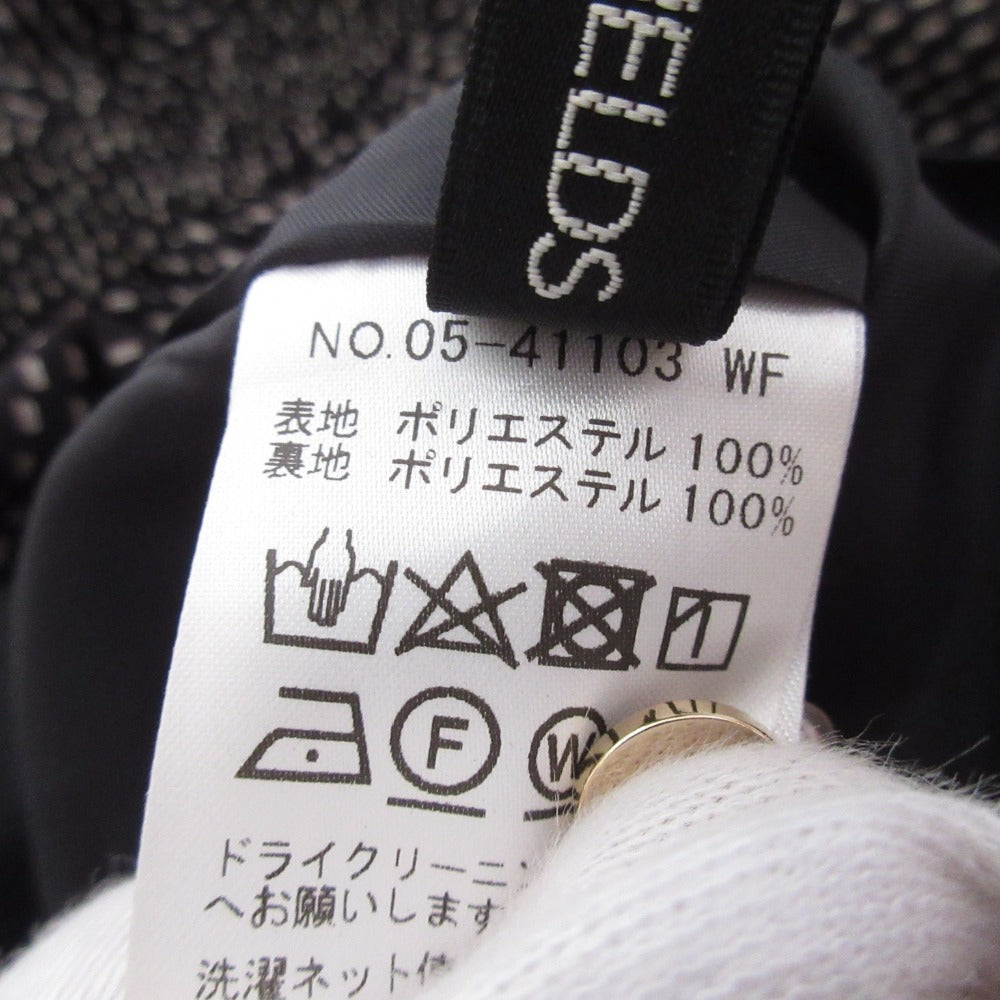 ELDS
NO.05-41103 WF
表地 ポリエステル 100%
裏地 ポリエステル 100%
F W
ドライクリーニ
へお願いします
洗濯ネット